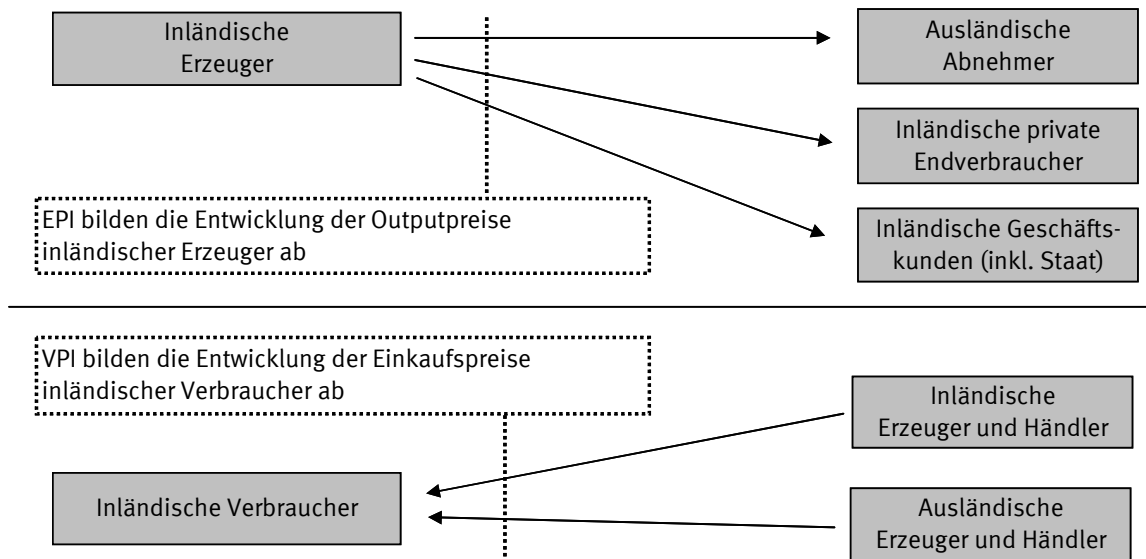 Inländische
Erzeuger
Ausländische
Abnehmer
Inländische private
Endverbraucher
EPI bilden die Entwicklung der Outputpreise
inländischer Erzeuger ab
Inländische Geschäfts-
kunden (inkl. Staat)
VPI bilden die Entwicklung der Einkaufspreise
inländischer Verbraucher ab
Inländische
Erzeuger und Händler
Inländische Verbraucher
Ausländische
Erzeuger und Händler